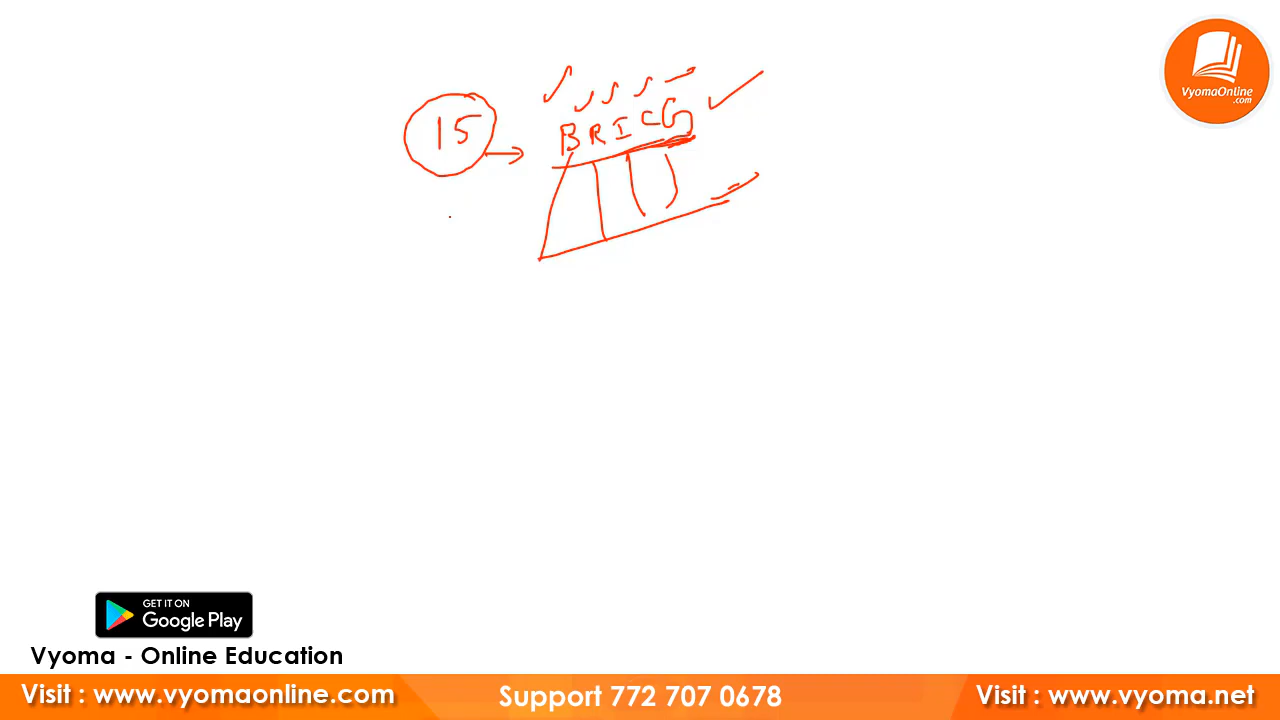 VyomaOnline
.com
15
BRICS
GET IT ON
Google Play
Vyoma - Online Education
Visit : www.vyomaonline.com
Support 772 707 0678
Visit : www.vyoma.net